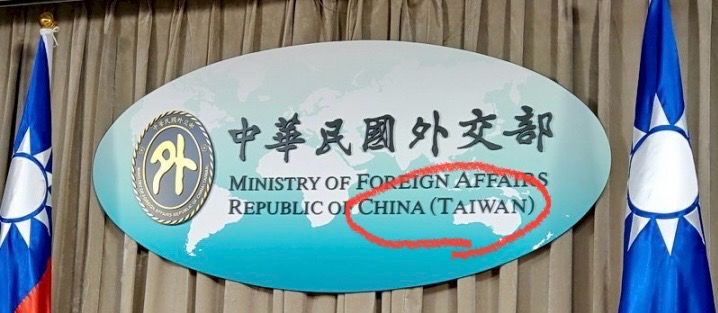 中華民國外交部
外
MINISTRY OF FOREIGN AFFAIRS
REPUBLIC OF CHINA (TAIWAN)